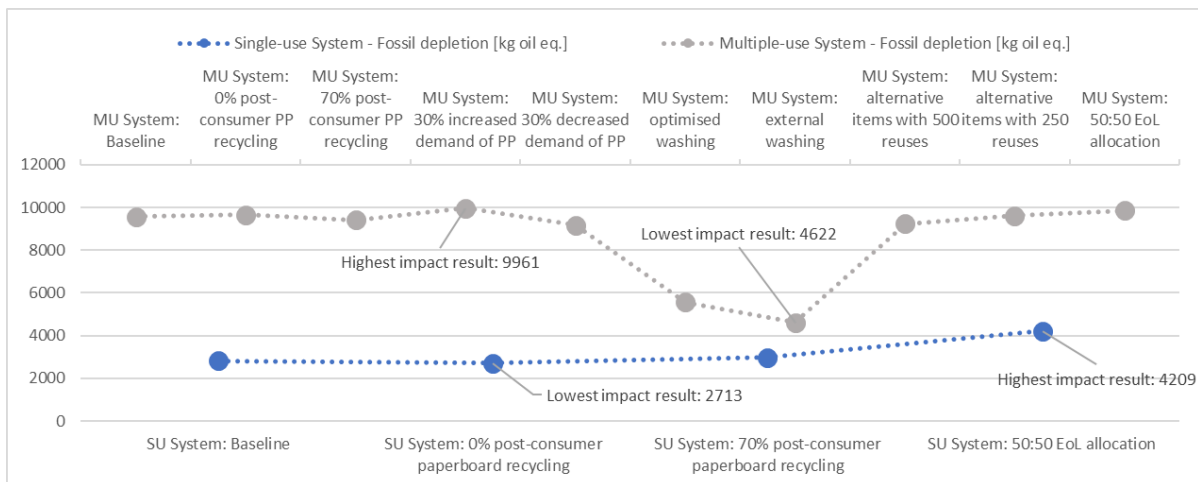 Single-use System - Fossil depletion [kg oil eq.]
Multiple-use System - Fossil depletion [kg oil eq.]
MU System:
Baseline
MU System:
0% post-
consumer PP
recycling
MU System:
70% post-
consumer PP
recycling
MU System:
30% increased
demand of PP
MU System:
30% decreased
demand of PP
MU System:
optimised
washing
MU System:
external
washing
MU System:
alternative
items with 500
reuses
MU System:
alternative
items with 250
reuses
MU System:
50:50 EoL
allocation
12000
10000
8000
6000
4000
2000
0
Highest impact result: 9961
Lowest impact result: 4622
Lowest impact result: 2713
Highest impact result: 4209
SU System: Baseline
SU System: 0% post-consumer
paperboard recycling
SU System: 70% post-consumer
paperboard recycling
SU System: 50:50 EoL allocation